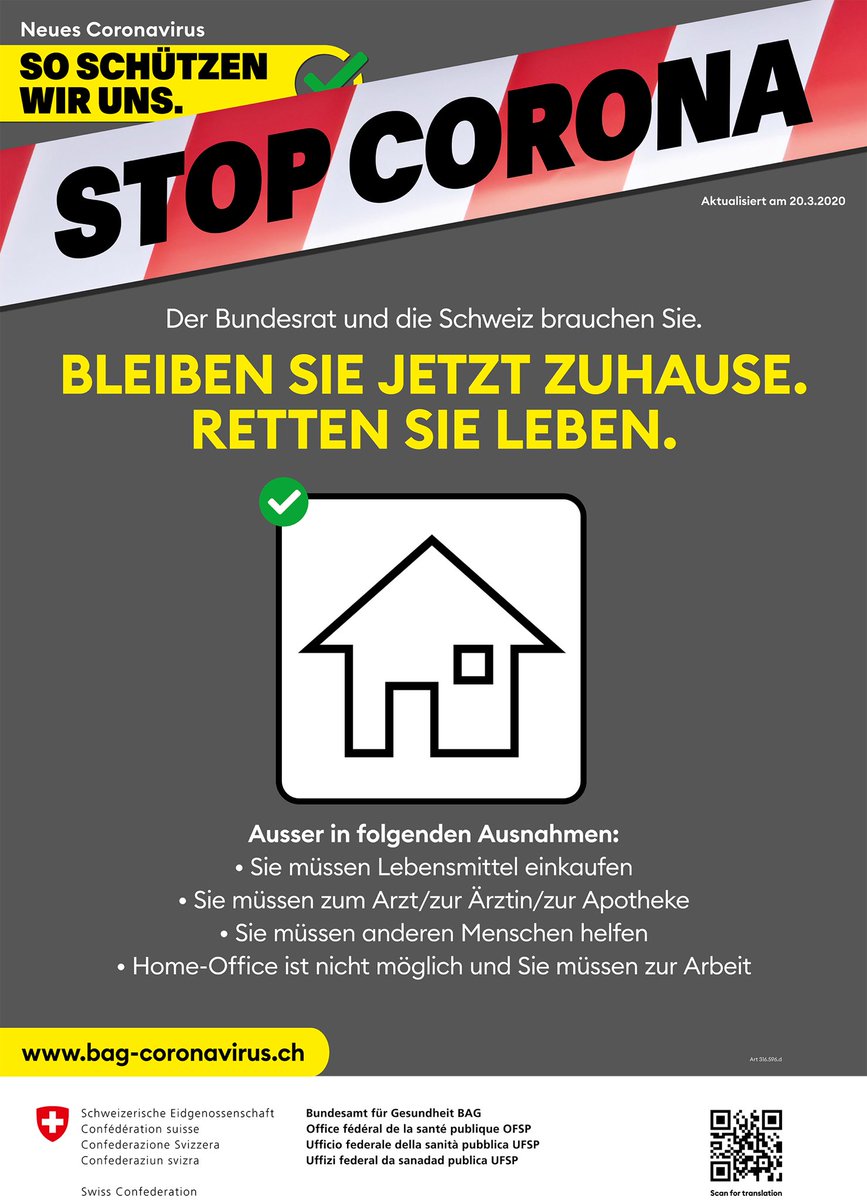 Neues Coronavirus
SO SCHÜTZEN
WIR UNS.
STOP CORONA
Aktualisiert am 20.3.2020
Der Bundesrat und die Schweiz brauchen Sie.
BLEIBEN SIE JETZT ZUHAUSE.
RETTEN SIE LEBEN.
Ausser in folgenden Ausnahmen:
• Sie müssen Lebensmittel einkaufen
• Sie müssen zum Arzt/zur Ärztin/zur Apotheke
• Sie müssen anderen Menschen helfen
• Home-Office ist nicht möglich und Sie müssen zur Arbeit
www.bag-coronavirus.ch
Art 316.596.d
Schweizerische Eidgenossenschaft
Confédération suisse
Confederazione Svizzera
Confederaziun svizra
Swiss Confederation
Bundesamt für Gesundheit BAG
Office fédéral de la santé publique OFSP
Ufficio federale della sanità pubblica UFSP
Uffizi federal da sanadad publica UFSP
Scan for translation